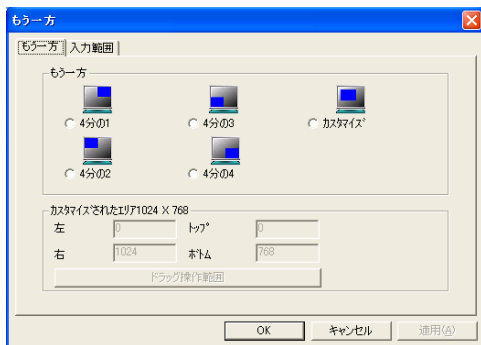 もう一方
もう一方 入力範囲
もう一方
4分の1 4分の3 カスタマイズ
4分の2 4分の4
カスタマイズされたエリア1024 X 768
左 0 トップ 0
右 1024 ボトム 768
ドラッグ操作範囲
OK キャンセル 適用(A)